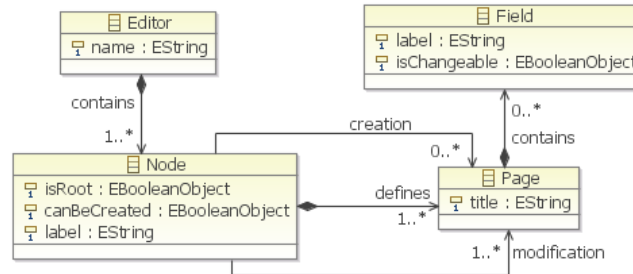 Editor
name : EString
contains
1..*
Node
isRoot : EBooleanObject
canBeCreated : EBooleanObject
label : EString
creation
0..*
defines
1..*
1..*
modification
Field
label : EString
isChangeable : EBooleanObject
0..*
contains
Page
title : EString